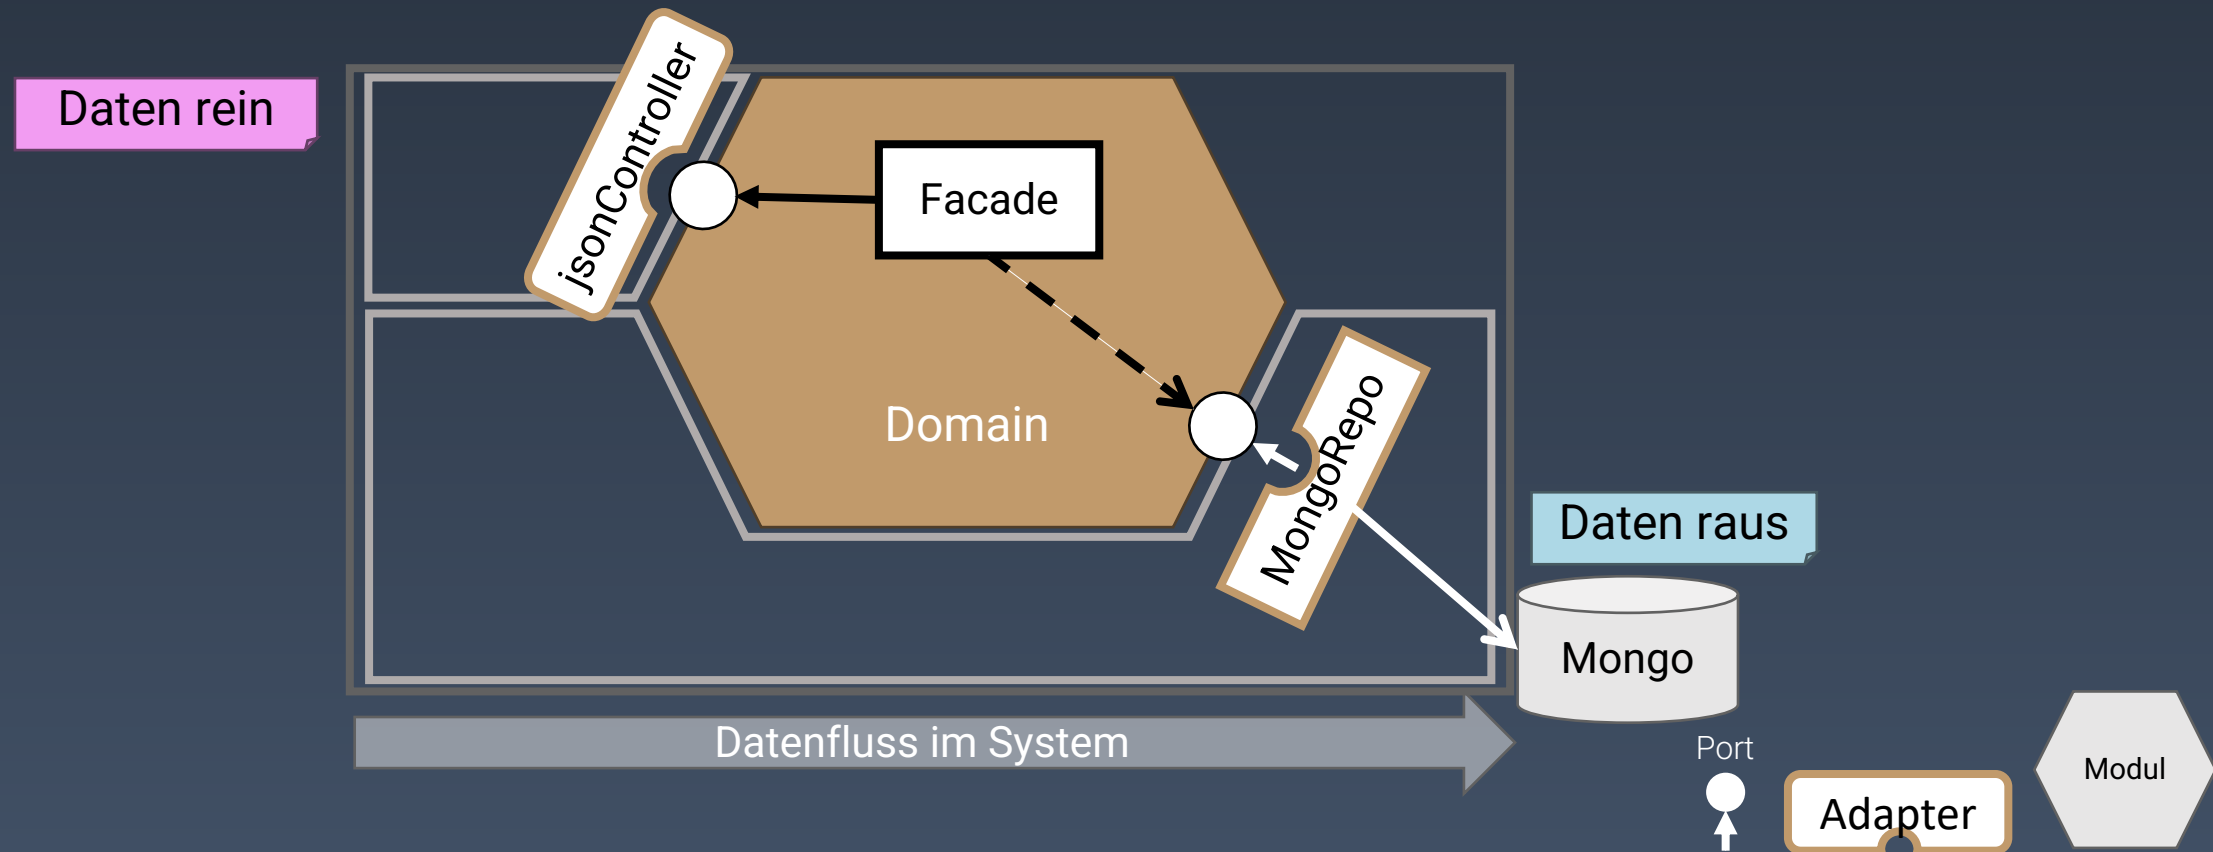 Daten rein
jsonController
Facade
Domain
MongoRepo
Daten raus
Mongo
Datenfluss im System
Port
Adapter
Modul